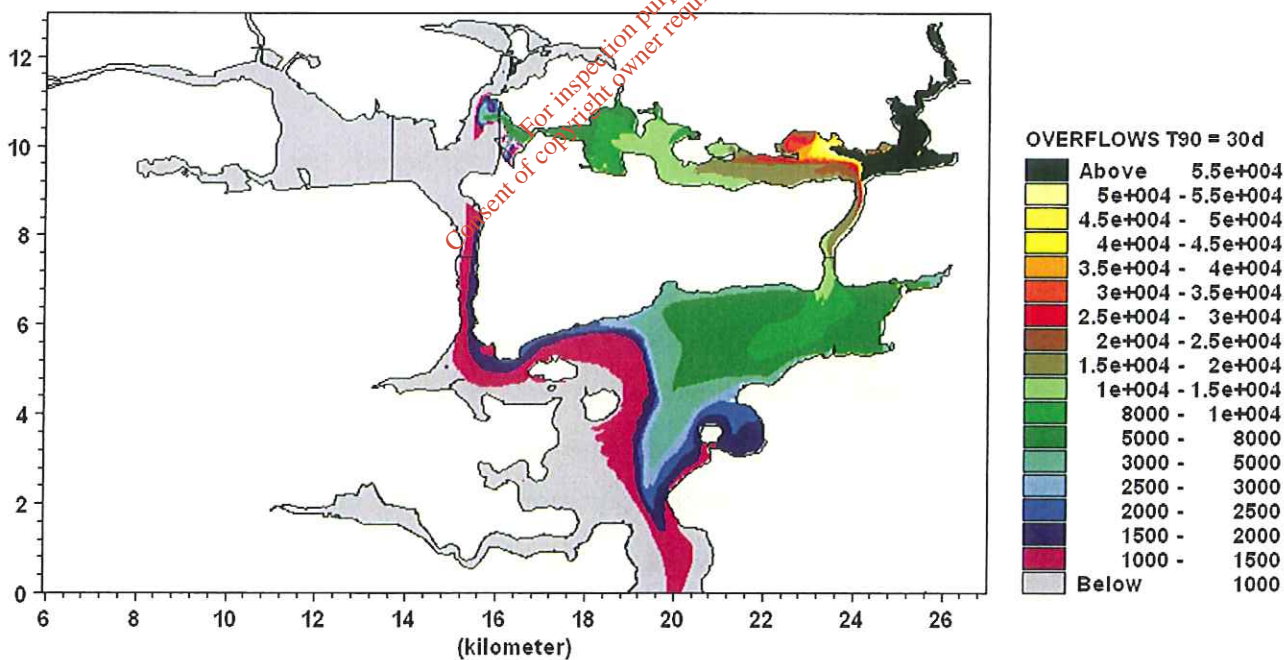 For inspection pur
Consent of copyright owner requi
12
10
8
6
4
2
0
6 8 10 12 14 16 18 20 22 24 26
(kilometer)
OVERFLOWS T90 = 30d
Above 5.5e+004
5e+004 - 5.5e+004
4.5e+004 - 5e+004
4e+004 - 4.5e+004
3.5e+004 - 4e+004
3e+004 - 3.5e+004
2.5e+004 - 3e+004
2e+004 - 2.5e+004
1.5e+004 - 2e+004
1e+004 - 1.5e+004
8000 - 1e+004
5000 - 8000
3000 - 5000
2500 - 3000
2000 - 2500
1500 - 2000
1000 - 1500
Below 1000